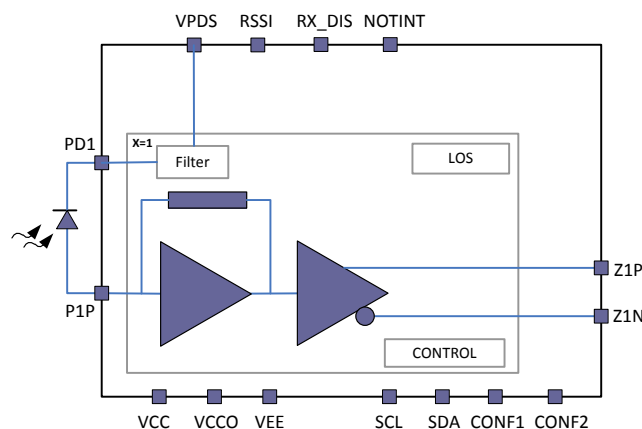 VPDS RSSI RX_DIS NOTINT
X=1
PD1
Filter
LOS
P1P
Z1P
Z1N
CONTROL
VCC VCCO VEE SCL SDA CONF1 CONF2